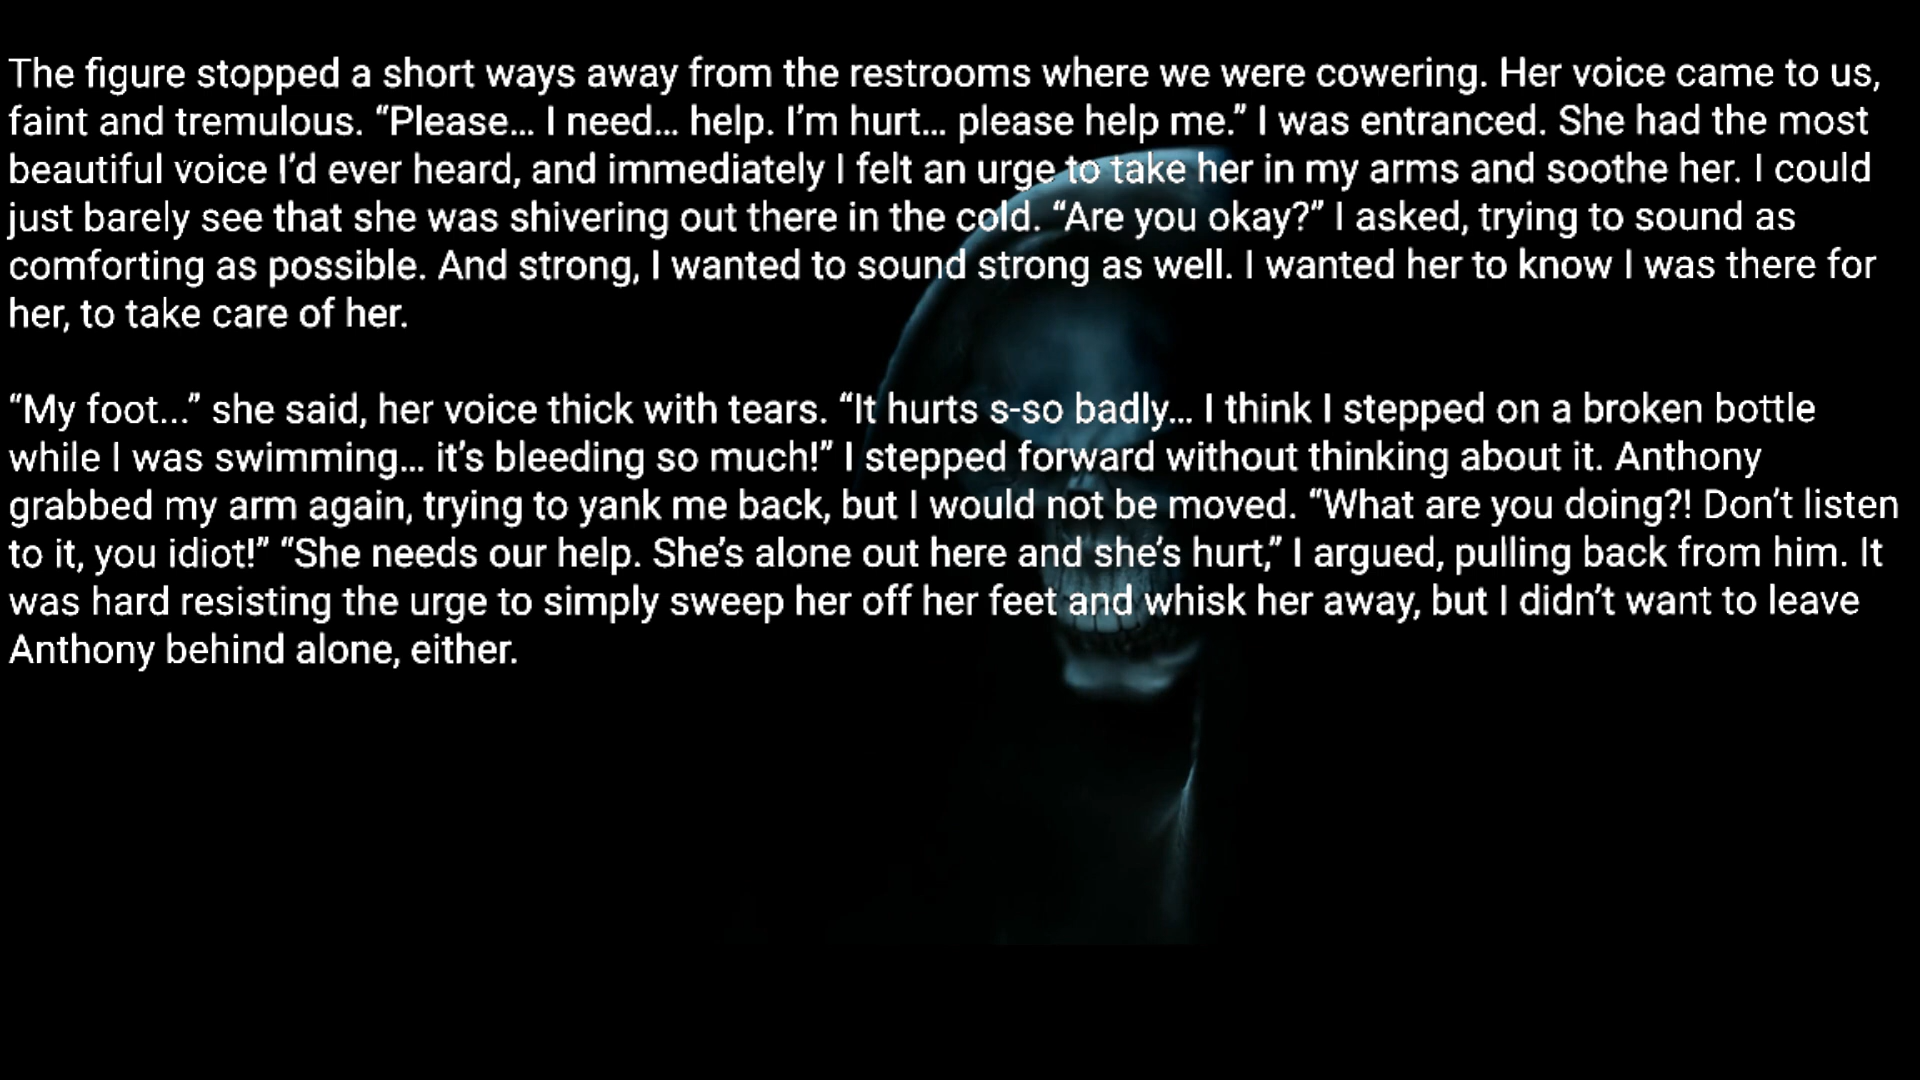 The figure stopped a short ways away from the restrooms where we were cowering. Her voice came to us,
faint and tremulous. “Please... I need... help. I’m hurt... please help me.” I was entranced. She had the most
beautiful voice I’d ever heard, and immediately I felt an urge to take her in my arms and soothe her. I could
just barely see that she was shivering out there in the cold. “Are you okay?” I asked, trying to sound as
comforting as possible. And strong, I wanted to sound strong as well. I wanted her to know I was there for
her, to take care of her.
“My foot...” she said, her voice thick with tears. “It hurts s-so badly... I think I stepped on a broken bottle
while I was swimming... it’s bleeding so much!” I stepped forward without thinking about it. Anthony
grabbed my arm again, trying to yank me back, but I would not be moved. “What are you doing?! Don’t listen
to it, you idiot!” “She needs our help. She’s alone out here and she’s hurt,” I argued, pulling back from him. It
was hard resisting the urge to simply sweep her off her feet and whisk her away, but I didn’t want to leave
Anthony behind alone, either.